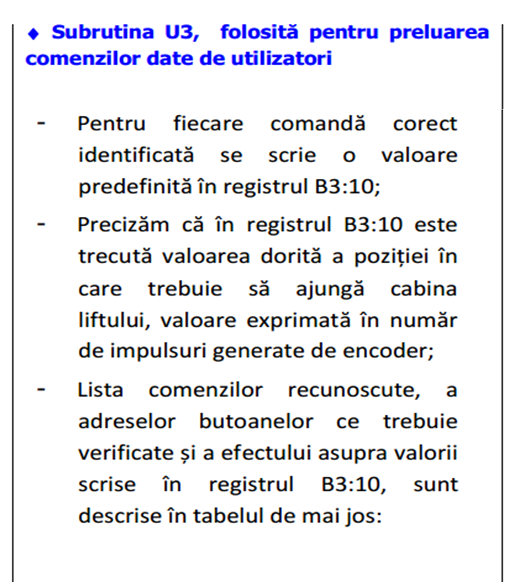 ♦ Subrutina U3, folosită pentru preluarea
comenzilor date de utilizatori
- Pentru fiecare comandă corect
identificată se scrie o valoare
predefinită în registrul B3:10;
- Precizăm că în registrul B3:10 este
trecută valoarea dorită a poziției în
care trebuie să ajungă cabina
liftului, valoare exprimată în număr
de impulsuri generate de encoder;
- Lista comenzilor recunoscute, a
adreselor butoanelor ce trebuie
verificate și a efectului asupra valorii
scrise în registrul B3:10, sunt
descrise în tabelul de mai jos: